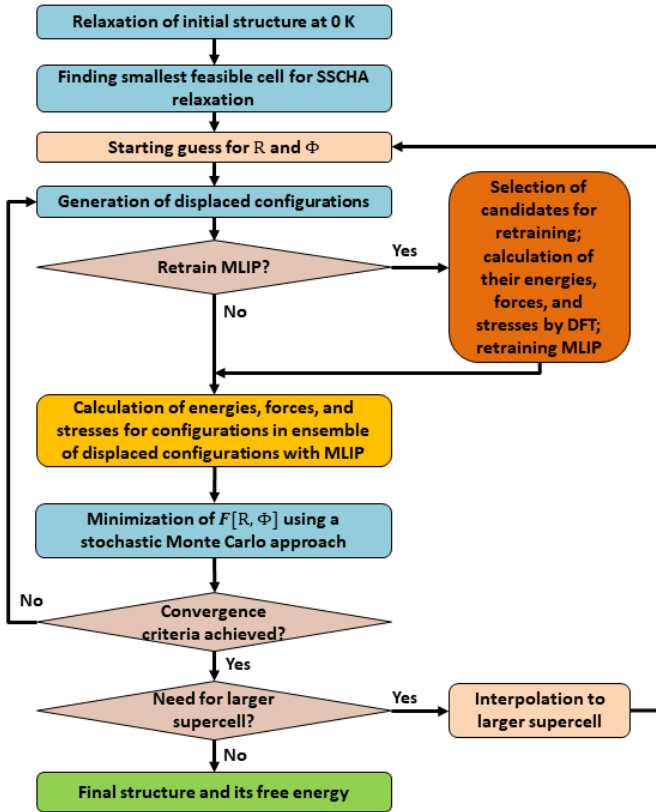 Relaxation of initial structure at 0 K
Finding smallest feasible cell for SSCHA
relaxation
Starting guess for R and Φ
Generation of displaced configurations
Retrain MLIP?
Yes
Selection of
candidates for
retraining;
calculation of
their energies,
forces, and
stresses by DFT;
retraining MLIP
No
Calculation of energies, forces, and
stresses for configurations in ensemble
of displaced configurations with MLIP
Minimization of F[R, Φ] using a
stochastic Monte Carlo approach
No
Convergence
criteria achieved?
Yes
Need for larger
supercell?
Yes
Interpolation to
larger supercell
No
Final structure and its free energy